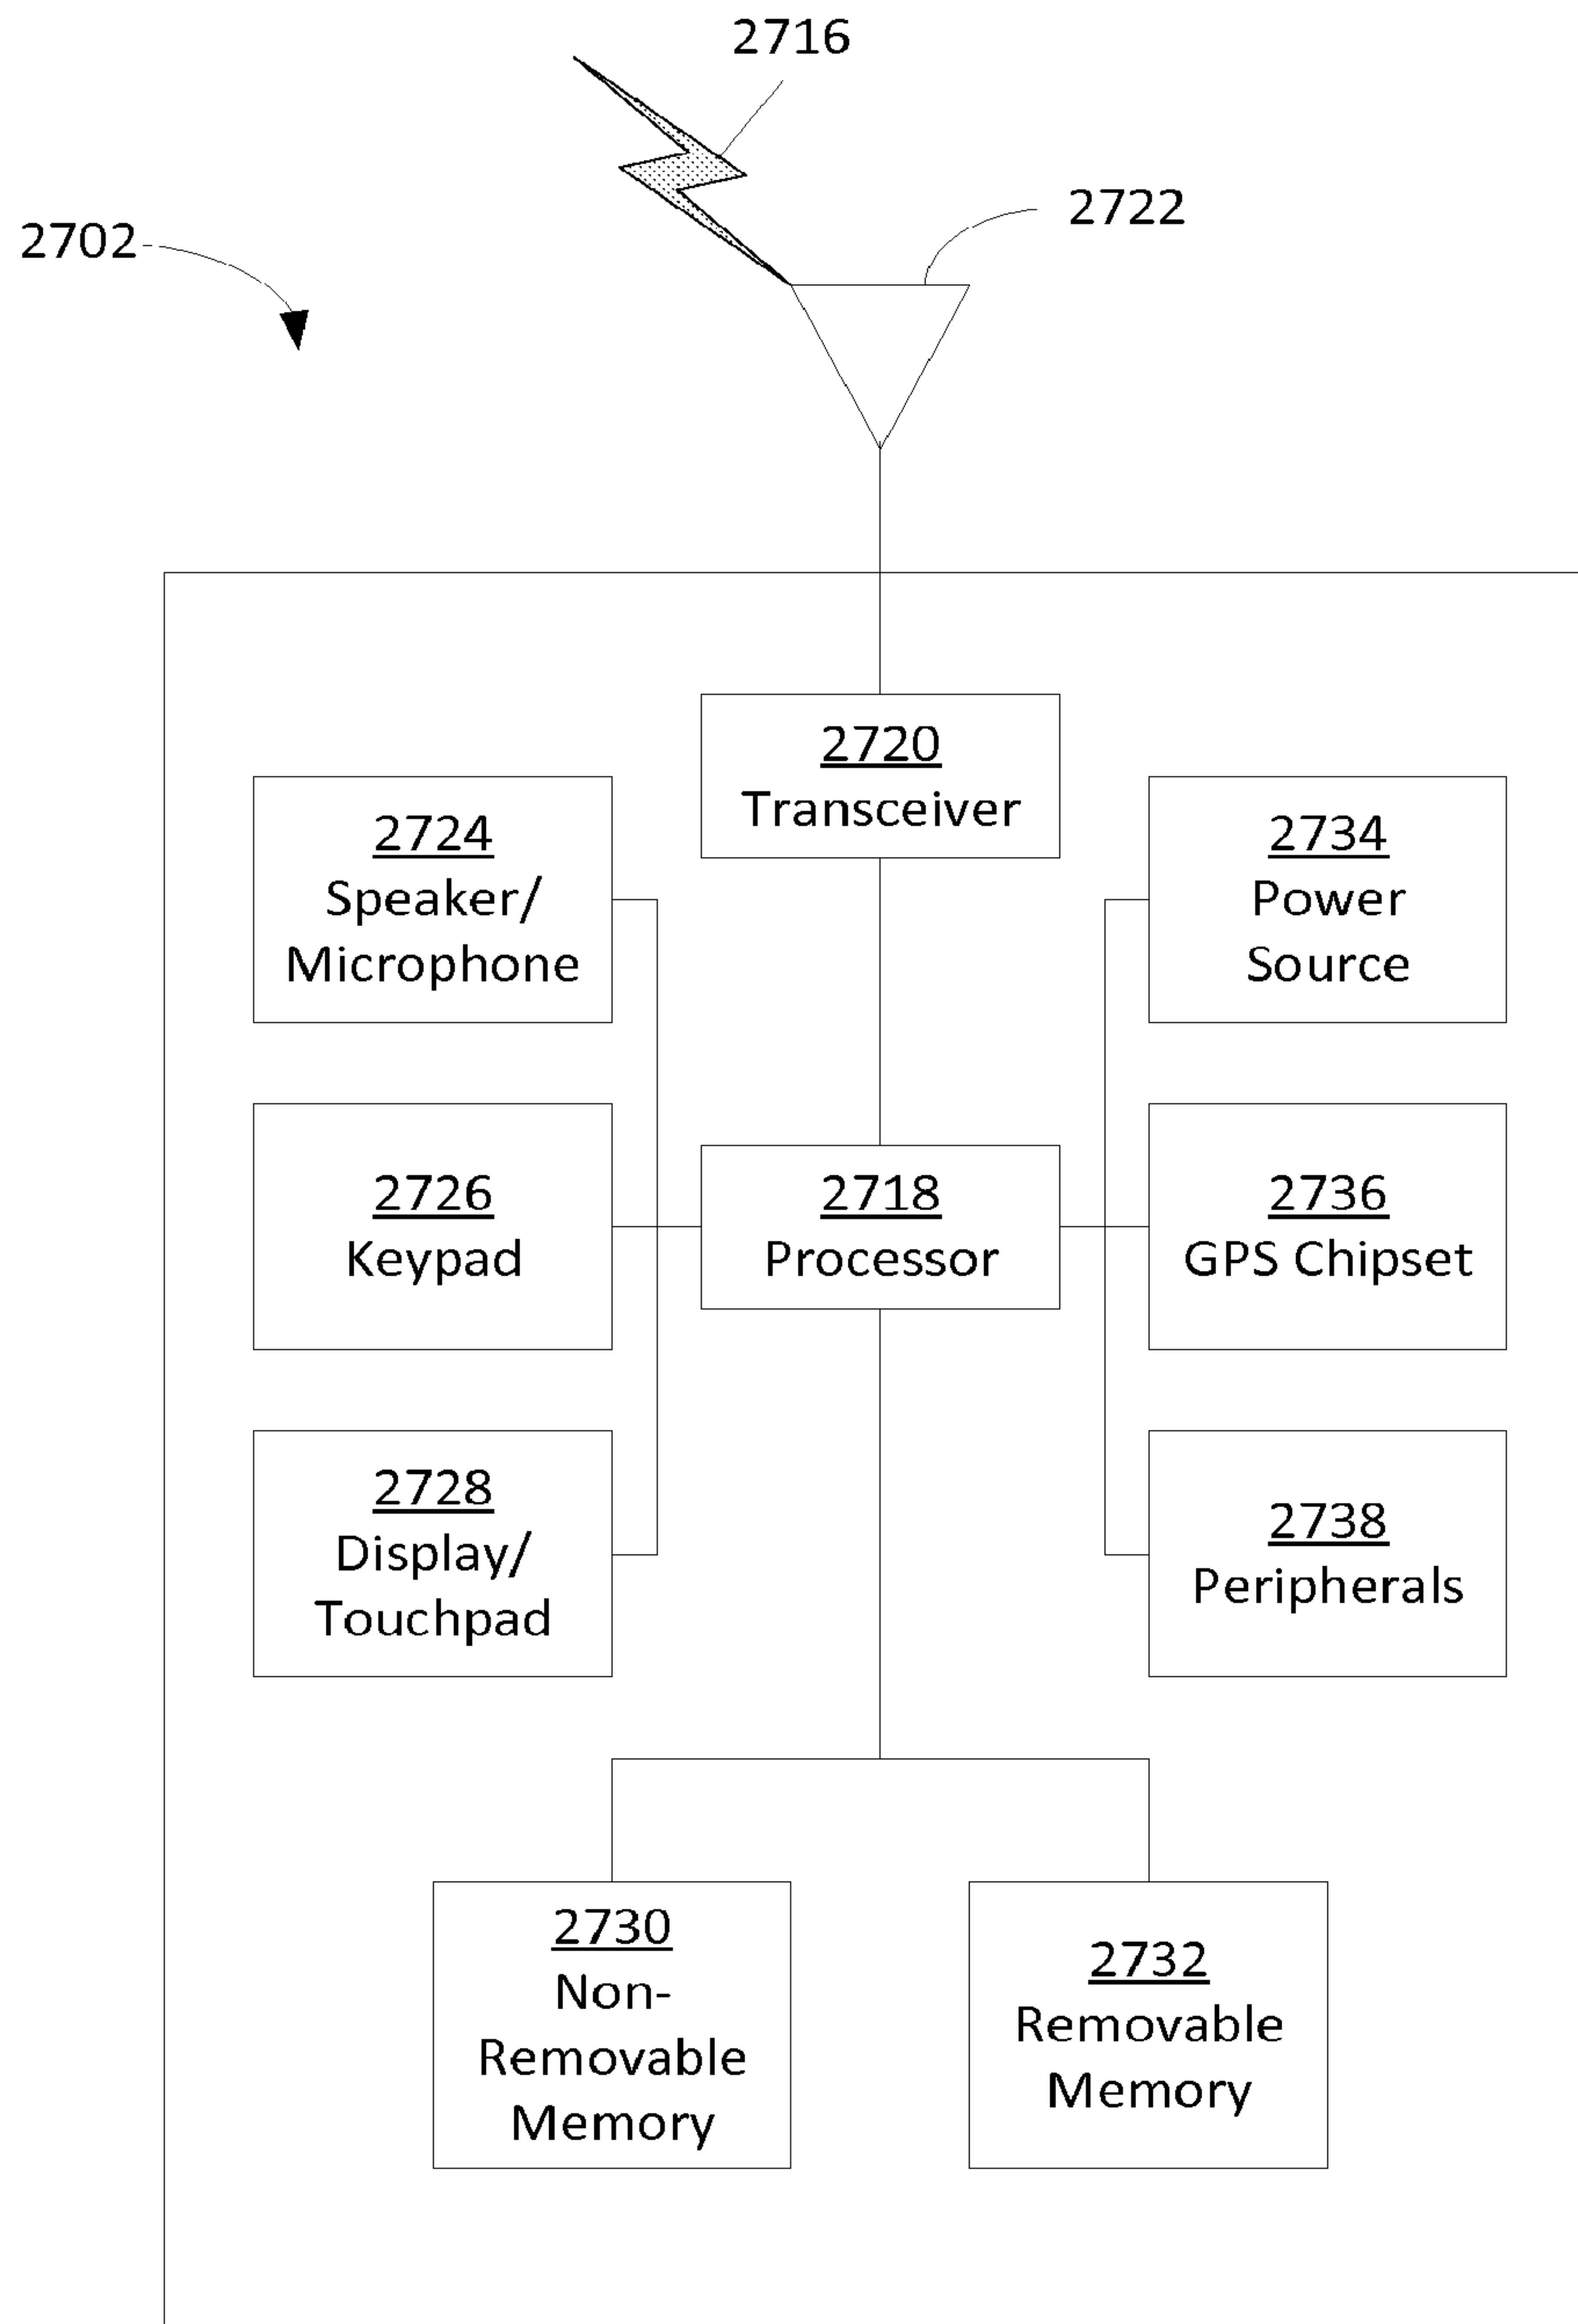 2716
2722
2702
2720
Transceiver
2724
Speaker/
Microphone
2734
Power
Source
2726
Keypad
2718
Processor
2736
GPS Chipset
2728
Display/
Touchpad
2738
Peripherals
2730
Non-
Removable
Memory
2732
Removable
Memory